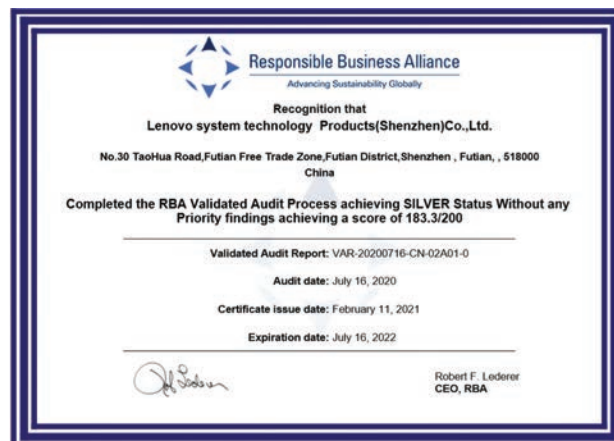 Responsible Business Alliance
Advancing Sustainability Globally
Recognition that
Lenovo system technology Products(Shenzhen)Co.,Ltd.
No.30 TaoHua Road,Futian Free Trade Zone,Futian District,Shenzhen , Futian, , 518000
China
Completed the RBA Validated Audit Process achieving SILVER Status Without any
Priority findings achieving a score of 183.3/200
Validated Audit Report: VAR-20200716-CN-02A01-0
Audit date: July 16, 2020
Certificate issue date: February 11, 2021
Expiration date: July 16, 2022
Robert F. Lederer
CEO, RBA